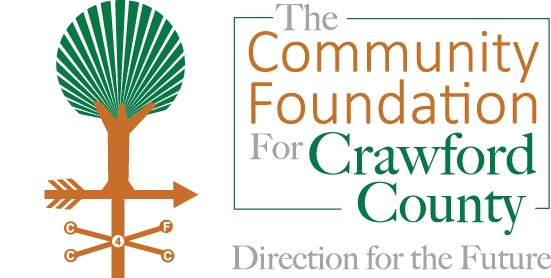 The
Community
Foundation
For Crawford
County
Direction for the Future
C F
4
C C